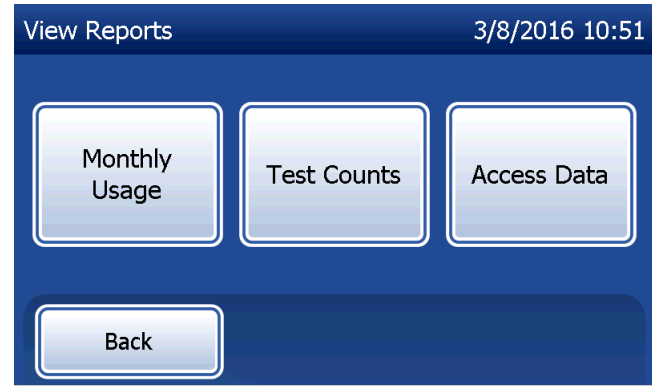 View Reports 3/8/2016 10:51
Monthly
Usage
Test Counts
Access Data
Back